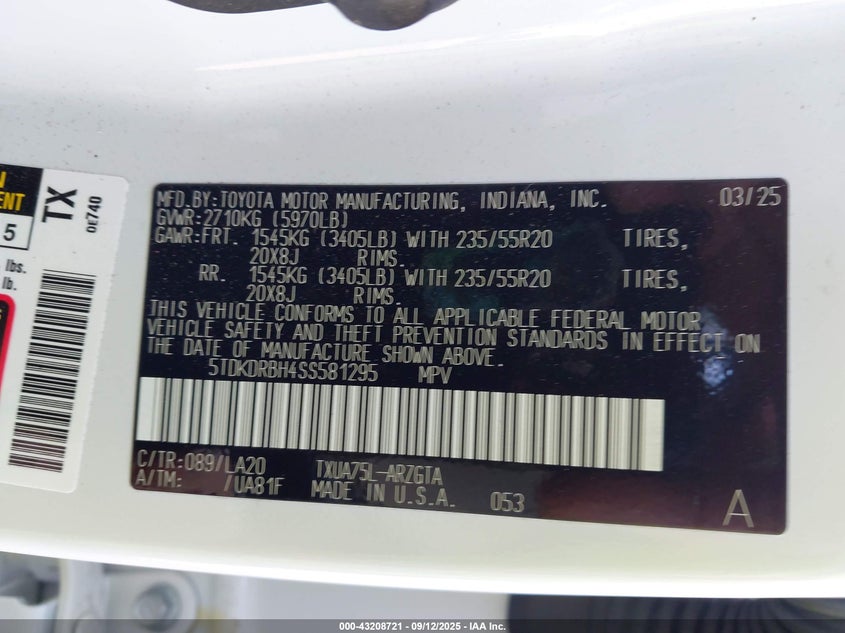 MFD.BY:TOYOTA MOTOR MANUFACTURING, INDIANA, INC. 03/25
GVWR:2710KG (5970LB)
GAWR:FRT. 1545KG (3405LB) WITH 235/55R20 TIRES,
20X8J RIMS.
RR. 1545KG (3405LB) WITH 235/55R20 TIRES,
20X8J RIMS.
THIS VEHICLE CONFORMS TO ALL APPLICABLE FEDERAL MOTOR
VEHICLE SAFETY AND THEFT PREVENTION STANDARDS IN EFFECT ON
THE DATE OF MANUFACTURE SHOWN ABOVE.
5TDKDRBH4SS581295 MPV
C/TR:089/LA20 TXUA75L-ARZGTA
A/TM: /UA81F MADE IN U.S.A. 053
A
TX
0E740
5
lbs.
lb.
000-43208721 - 09/12/2025 - IAA Inc.